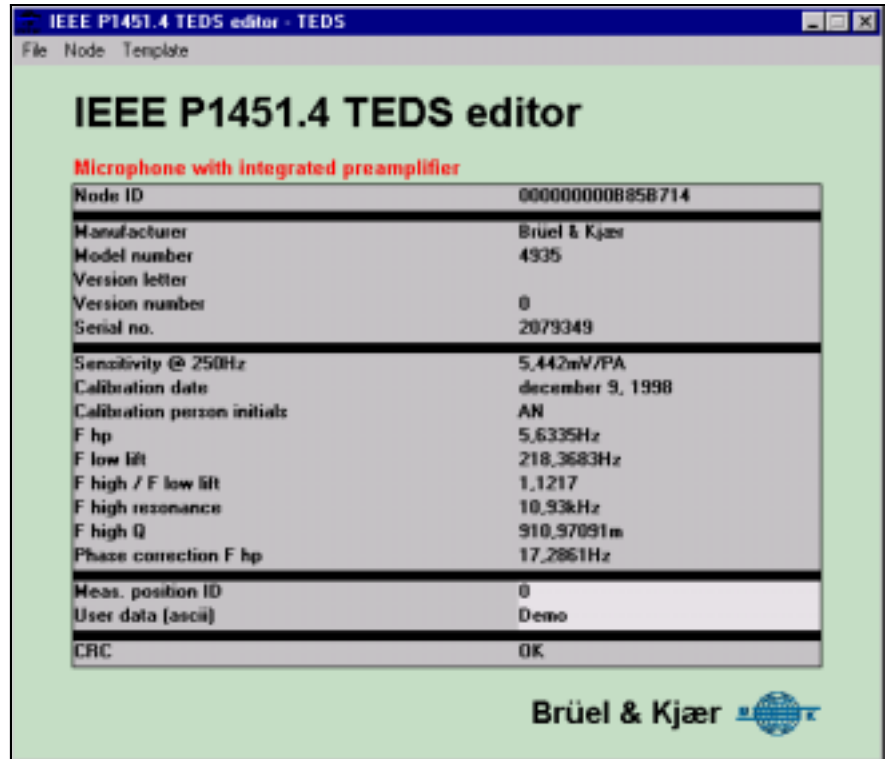 IEEE P1451.4 TEDS editor - TEDS
File Node Template
IEEE P1451.4 TEDS editor
Microphone with integrated preamplifier
Node ID 000000000B85B714
Manufacturer Brüel & Kjær
Model number 4935
Version letter
Version number 0
Serial no. 2079349
Sensitivity @ 250Hz 5,442mV/PA
Calibration date december 9, 1998
Calibration person initials AN
F hp 5,6335Hz
F low lift 218,3683Hz
F high / F low lift 1,1217
F high resonance 10,93kHz
F high Q 910,97091m
Phase correction F hp 17,2861Hz
Meas. position ID 0
User data (ascii) Demo
CRC OK
Brüel & Kjær